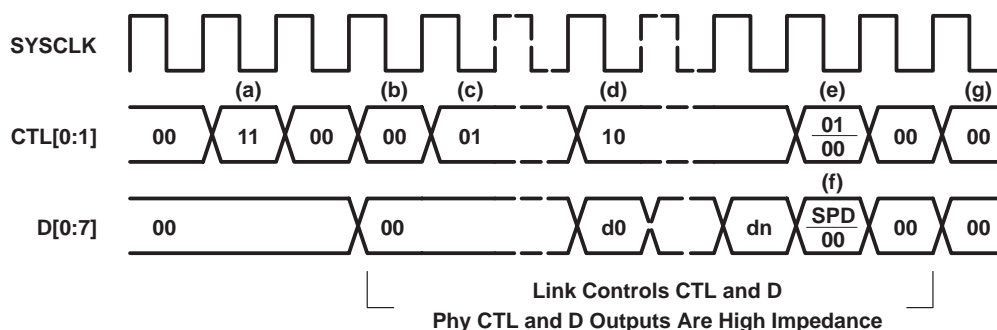 SYSCLK
(a) (b) (c) (d) (e) (g)
CTL[0:1] 00 11 00 00 01 10 01 00 00 00
(f)
D[0:7] 00 00 d0 dn SPD 00 00 00
Link Controls CTL and D
Phy CTL and D Outputs Are High Impedance